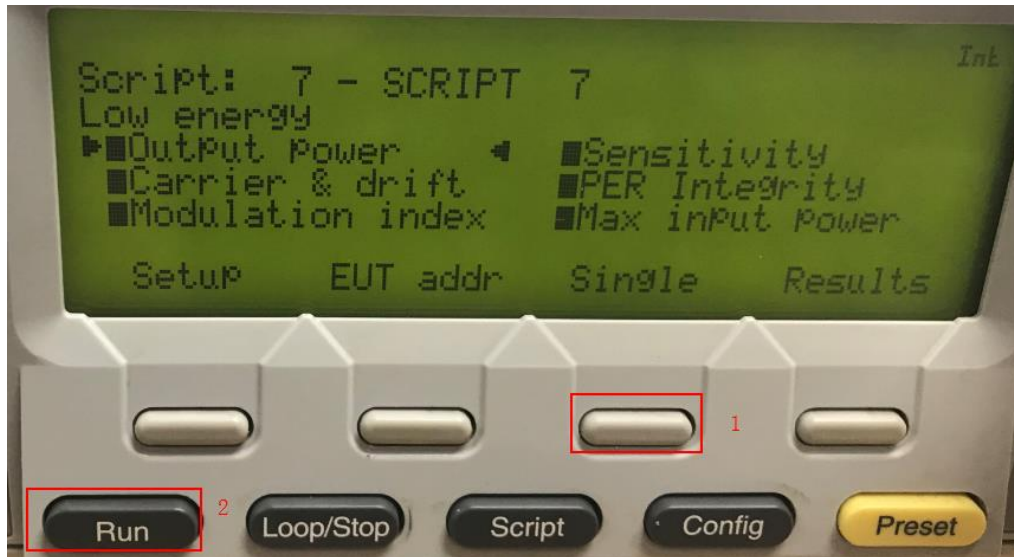 Int
Script: 7 - SCRIPT 7
Low energy
Output power Sensitivity
Carrier & drift PER Integrity
Modulation index Max input power
Setup EUT addr Single Results
1
2
Run Loop/Stop Script Config Preset